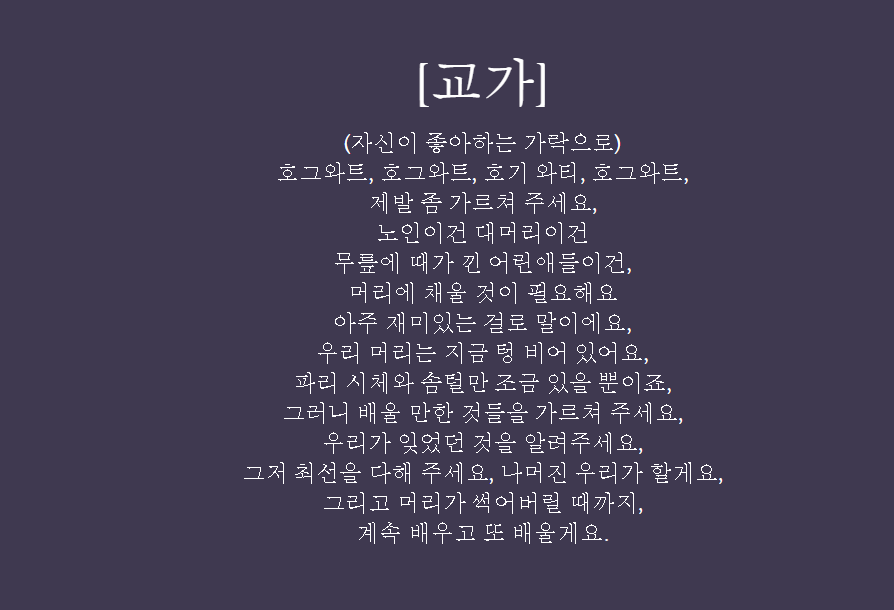 [교가]
(자신이 좋아하는 가락으로)
호그와트, 호그와트, 호기 와티, 호그와트,
제발 좀 가르쳐 주세요,
노인이건 대머리이건
무릎에 때가 낀 어린애들이건,
머리에 채울 것이 필요해요
아주 재미있는 걸로 말이에요,
우리 머리는 지금 텅 비어 있어요,
파리 시체와 솜털만 조금 있을 뿐이죠,
그러니 배울 만한 것들을 가르쳐 주세요,
우리가 잊었던 것을 알려주세요,
그저 최선을 다해 주세요, 나머진 우리가 할게요,
그리고 머리가 썩어버릴 때까지,
계속 배우고 또 배울게요.